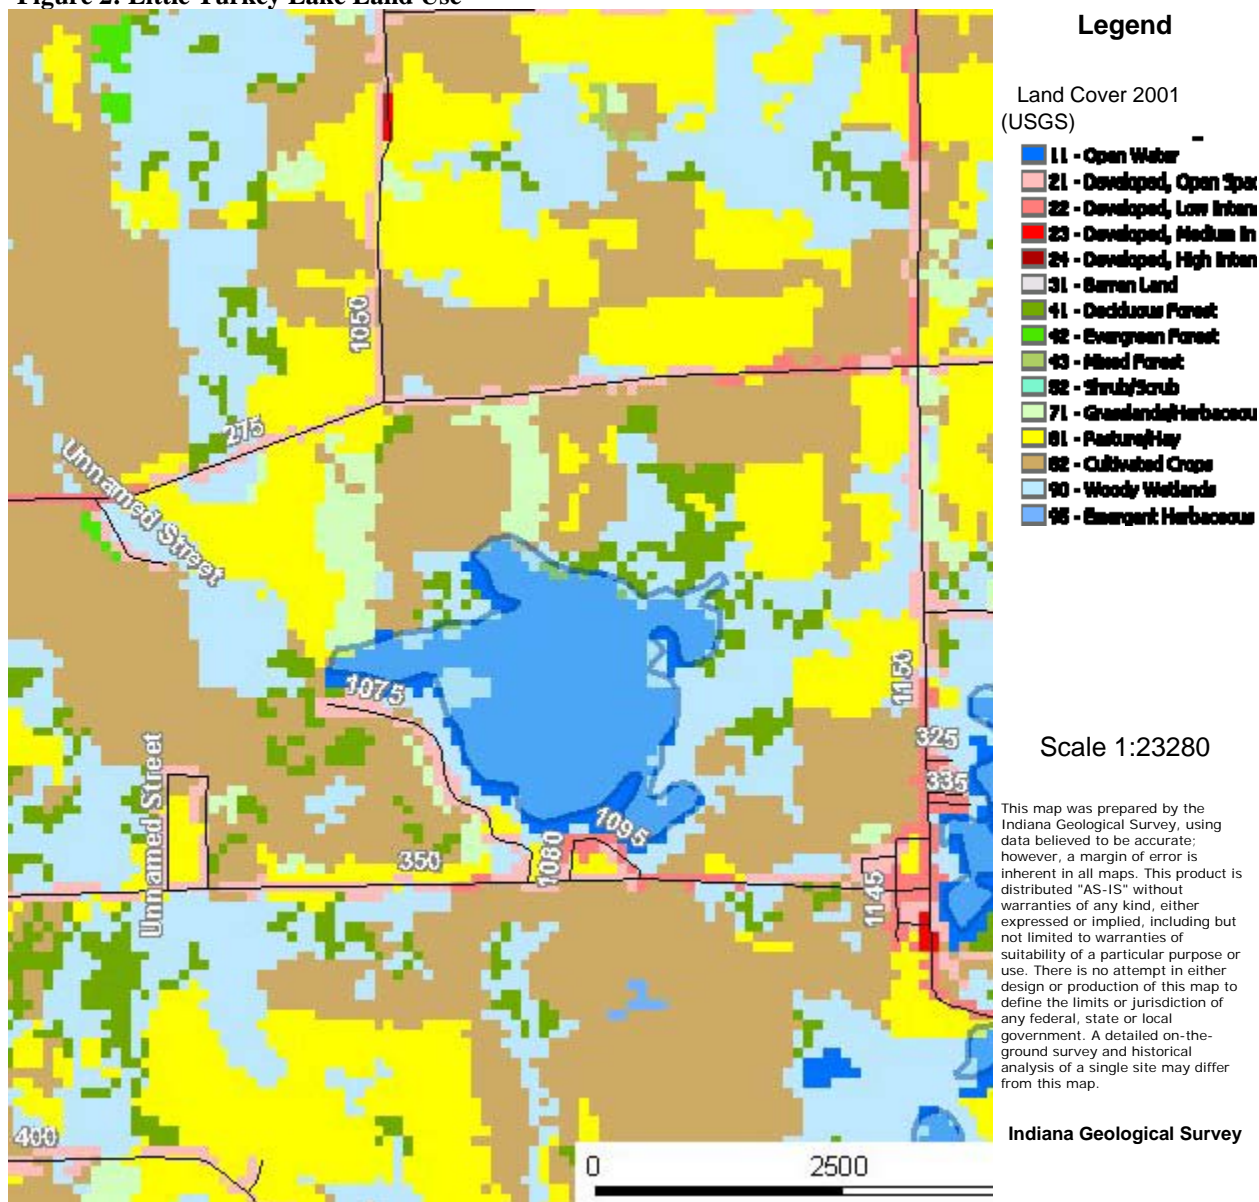 Figure 2: Little Turkey Lake Land Use
Legend
Land Cover 2001
(USGS)
11 - Open Water
21 - Developed, Open Spac
22 - Developed, Low Inten
23 - Developed, Medium In
24 - Developed, High Inten
31 - Barren Land
41 - Deciduous Forest
42 - Evergreen Forest
43 - Mixed Forest
52 - Shrub/Scrub
71 - Grasslands/Herbaceou
81 - Pasture/Hay
82 - Cultivated Crops
90 - Woody Wetlands
95 - Emergent Herbaceous
1050
275
Unnamed Street
1075
1150
325
335
Unnamed Street
350
1080
1095
1145
400
0 2500
Scale 1:23280
This map was prepared by the
Indiana Geological Survey, using
data believed to be accurate;
however, a margin of error is
inherent in all maps. This product is
distributed "AS-IS" without
warranties of any kind, either
expressed or implied, including but
not limited to warranties of
suitability of a particular purpose or
use. There is no attempt in either
design or production of this map to
define the limits or jurisdiction of
any federal, state or local
government. A detailed on-the-
ground survey and historical
analysis of a single site may differ
from this map.
Indiana Geological Survey